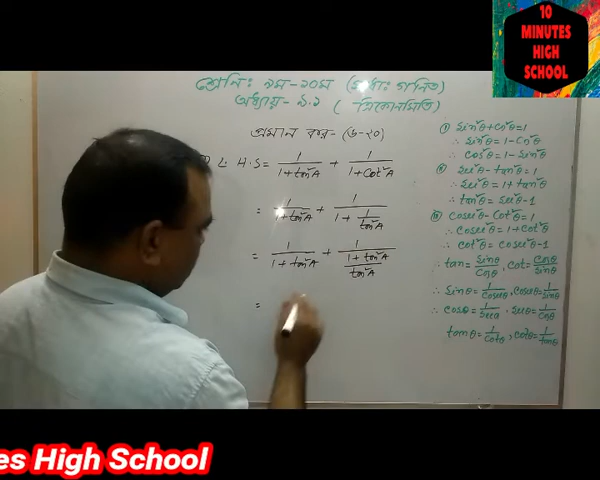 10
MINUTES
HIGH
SCHOOL
শ্রেনি: ৯ম-১০ম (সাধাঃ গনিত)
অধ্যায়- ৯.১ ( ত্রিকোনমিতি)
প্রমান কর- (৬-২০)
L.H.S = 1/(1+tan²A) + 1/(1+Cot²A)
= 1/(1+tan²A) + 1/(1 + 1/tan²A)
= 1/(1+tan²A) + 1/((1+tan²A)/tan²A)
=
① Sin²θ+Cos²θ=1
∴ Sin²θ = 1-Cos²θ
∴ Cos²θ = 1-Sin²θ
② Sec²θ - tan²θ = 1
∴ Sec²θ = 1+tan²θ
∴ tan²θ = Sec²θ-1
③ Cosec²θ - Cot²θ = 1
∴ Cosec²θ = 1+Cot²θ
∴ Cot²θ = Cosec²θ-1
∴ tanθ = Sinθ/Cosθ, Cotθ = Cosθ/Sinθ
∴ Sinθ = 1/Cosecθ, Cosecθ = 1/Sinθ
∴ Cosθ = 1/Secθ, Secθ = 1/Cosθ
tanθ = 1/Cotθ, Cotθ = 1/tanθ
es High School